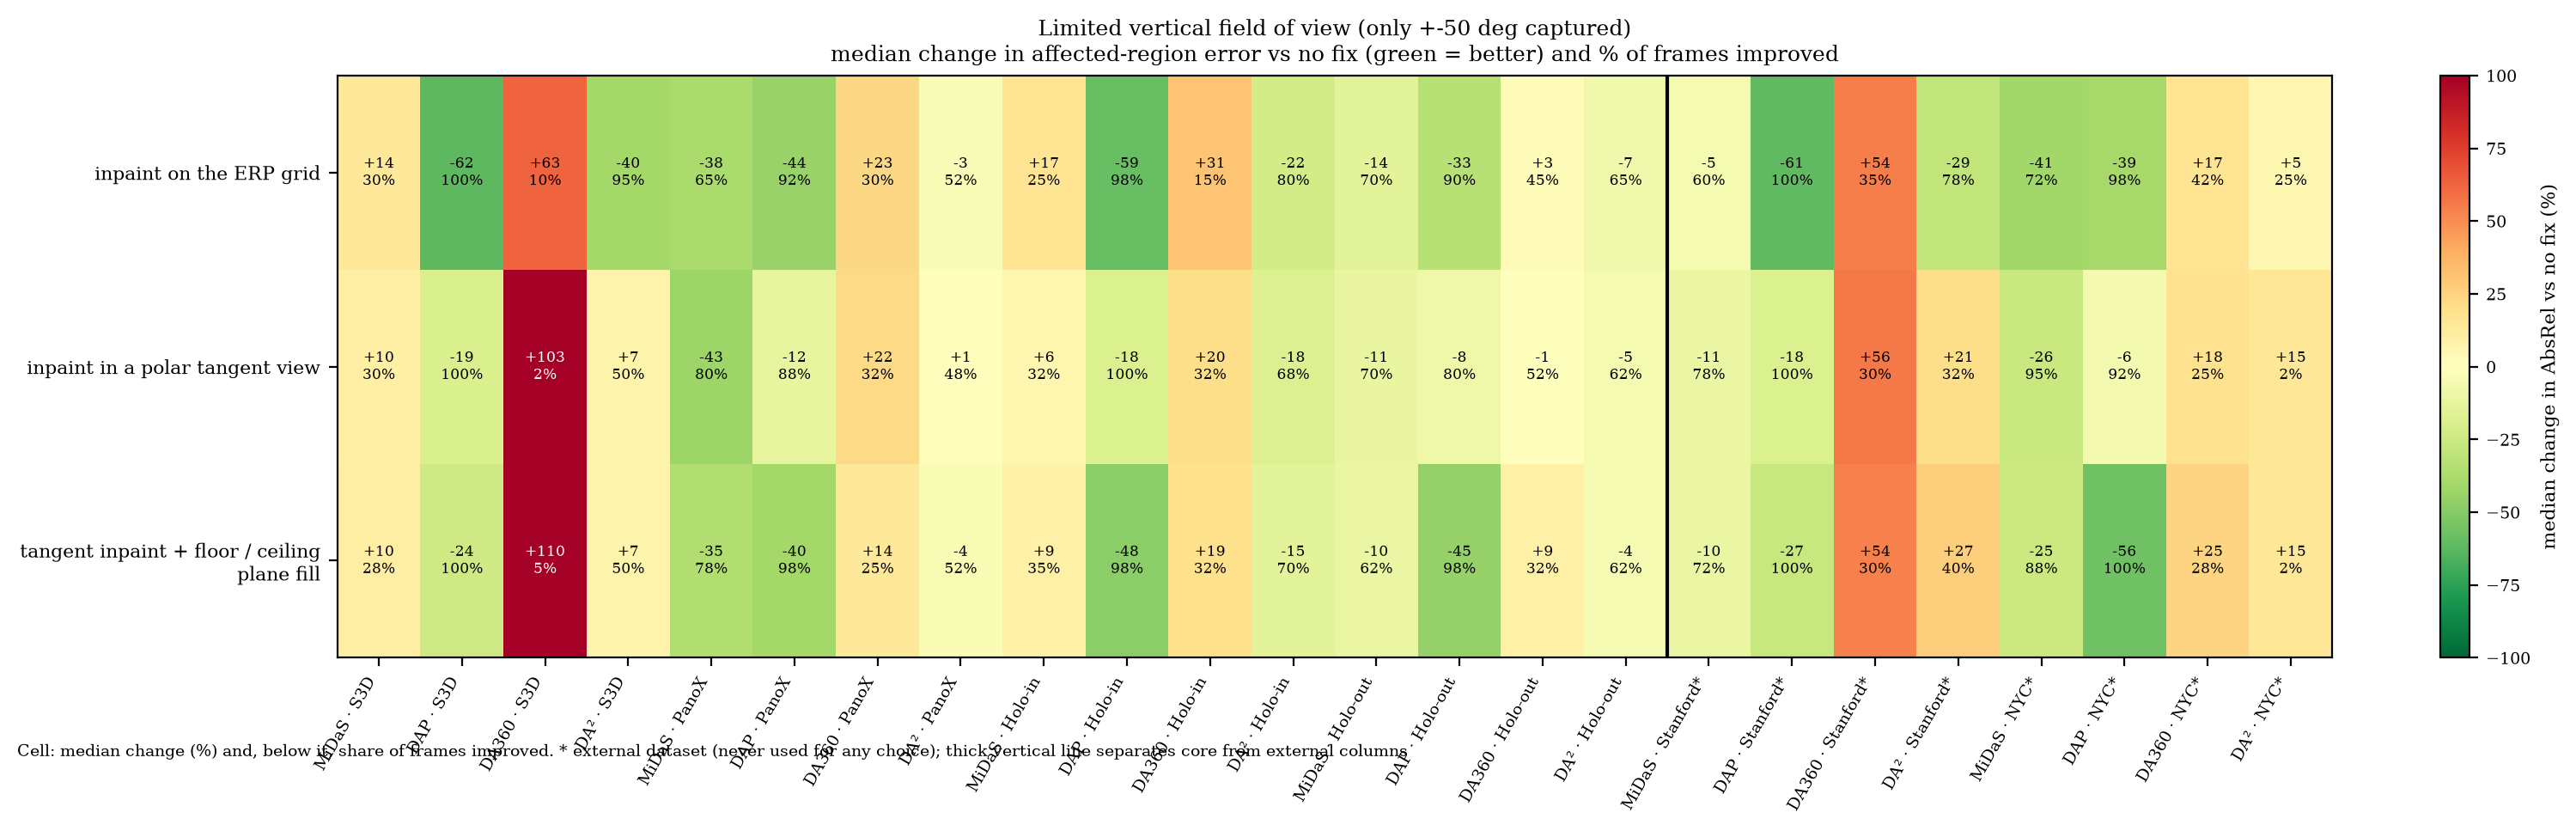 Limited vertical field of view (only +-50 deg captured)
median change in affected-region error vs no fix (green = better) and % of frames improved
inpaint on the ERP grid
+14 -62 +63 -40 -38 -44 +23 -3 +17 -59 +31 -22 -14 -33 +3 -7 -5 -61 +54 -29 -41 -39 +17 +5
30% 100% 10% 95% 65% 92% 30% 52% 25% 98% 15% 80% 70% 90% 45% 65% 60% 100% 35% 78% 72% 98% 42% 25%
inpaint in a polar tangent view
+10 -19 +103 +7 -43 -12 +22 +1 +6 -18 +20 -18 -11 -8 -1 -5 -11 -18 +56 +21 -26 -6 +18 +15
30% 100% 2% 50% 80% 88% 32% 48% 32% 100% 32% 68% 70% 80% 52% 62% 78% 100% 30% 32% 95% 92% 25% 2%
tangent inpaint + floor / ceiling
plane fill
+10 -24 +110 +7 -35 -40 +14 -4 +9 -48 +19 -15 -10 -45 +9 -4 -10 -27 +54 +27 -25 -56 +25 +15
28% 100% 5% 50% 78% 98% 25% 52% 35% 98% 32% 70% 62% 98% 32% 62% 72% 100% 30% 40% 88% 100% 28% 2%
MiDaS · S3D
DAP · S3D
DA360 · S3D
DA² · S3D
MiDaS · PanoX
DAP · PanoX
DA360 · PanoX
DA² · PanoX
MiDaS · Holo-in
DAP · Holo-in
DA360 · Holo-in
DA² · Holo-in
MiDaS · Holo-out
DAP · Holo-out
DA360 · Holo-out
DA² · Holo-out
MiDaS · Stanford*
DAP · Stanford*
DA360 · Stanford*
DA² · Stanford*
MiDaS · NYC*
DAP · NYC*
DA360 · NYC*
DA² · NYC*
Cell: median change (%) and, below it, share of frames improved. * external dataset (never used for any choice); thick vertical line separates core from external columns.
100
75
50
25
0
−25
−50
−75
−100
median change in AbsRel vs no fix (%)